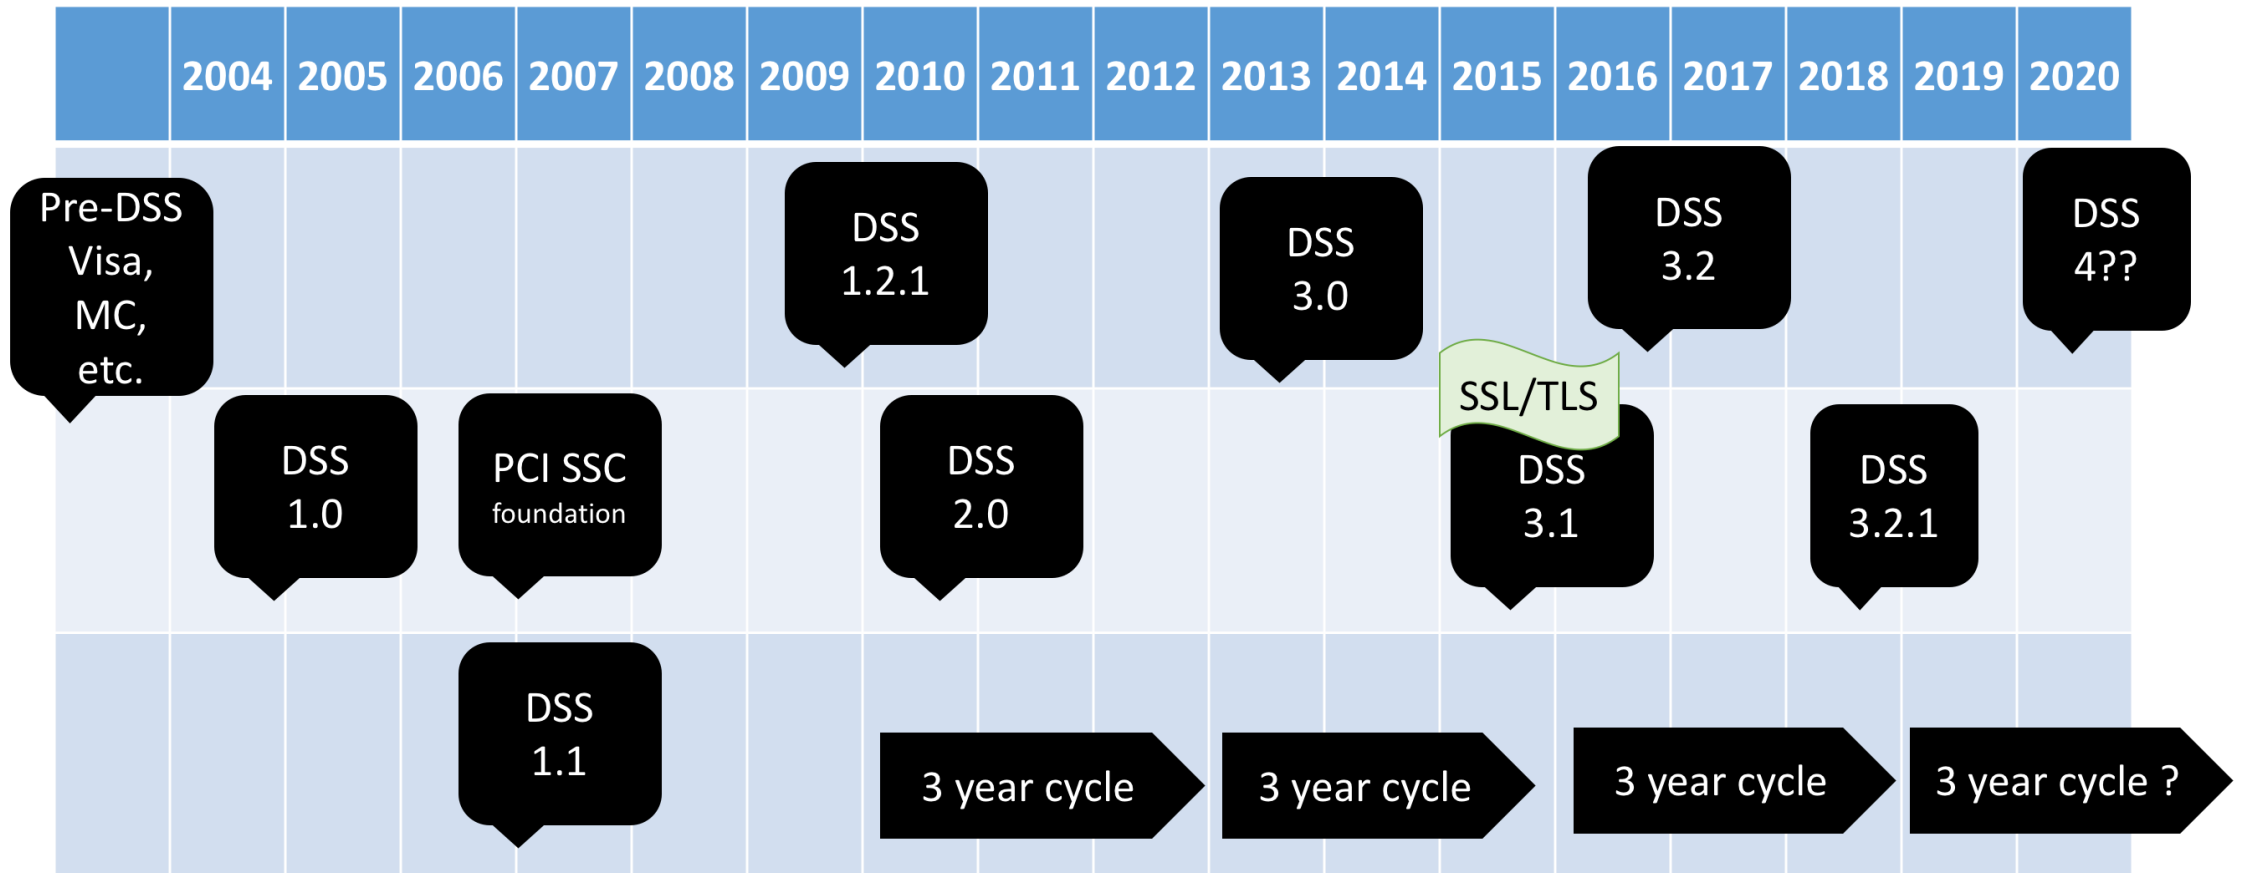 2004 2005 2006 2007 2008 2009 2010 2011 2012 2013 2014 2015 2016 2017 2018 2019 2020
Pre-DSS
Visa,
MC,
etc.
DSS
1.2.1
DSS
3.0
DSS
3.2
DSS
4??
SSL/TLS
DSS
1.0
PCI SSC
foundation
DSS
2.0
DSS
3.1
DSS
3.2.1
DSS
1.1
3 year cycle
3 year cycle
3 year cycle
3 year cycle ?